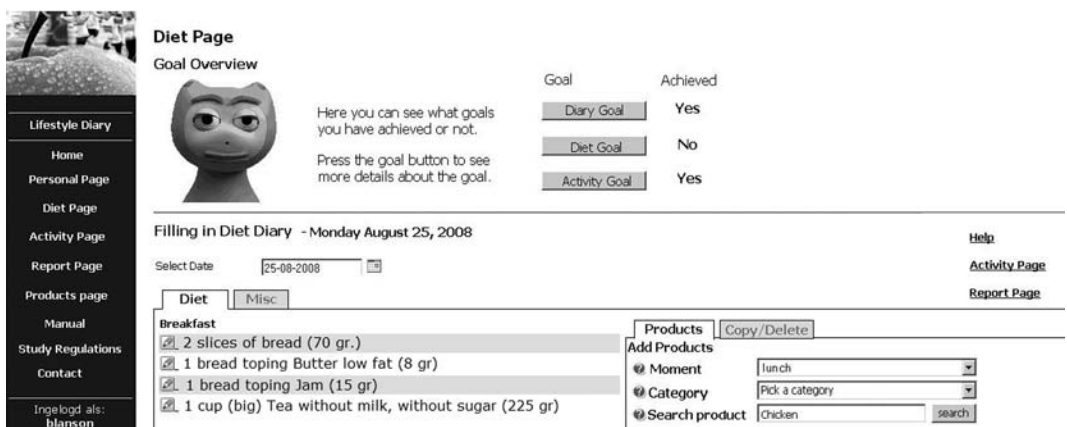 Lifestyle Diary
Home
Personal Page
Diet Page
Activity Page
Report Page
Products page
Manual
Study Regulations
Contact
Ingelogd als:
blanson
Diet Page
Goal Overview
Here you can see what goals
you have achieved or not.
Press the goal button to see
more details about the goal.
Goal Achieved
Diary Goal Yes
Diet Goal No
Activity Goal Yes
Filling in Diet Diary - Monday August 25, 2008
Select Date 25-08-2008
Help
Activity Page
Report Page
Diet Misc
Breakfast
2 slices of bread (70 gr.)
1 bread toping Butter low fat (8 gr)
1 bread toping Jam (15 gr)
1 cup (big) Tea without milk, without sugar (225 gr)
Products Copy/Delete
Add Products
Moment lunch
Category Pick a category
Search product Chicken search